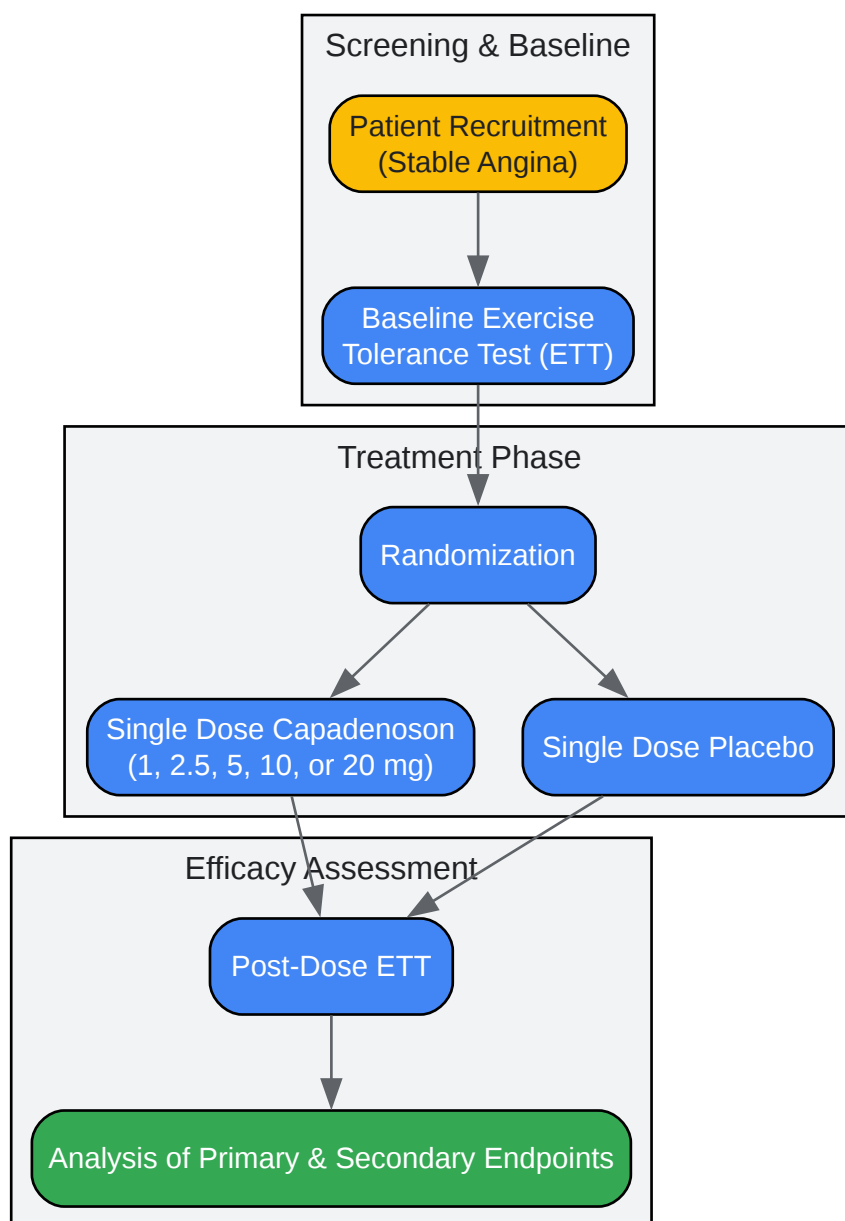 Screening & Baseline
Patient Recruitment
(Stable Angina)
Baseline Exercise
Tolerance Test (ETT)
Treatment Phase
Randomization
Single Dose Capadenoson
(1, 2.5, 5, 10, or 20 mg)
Single Dose Placebo
Efficacy Assessment
Post-Dose ETT
Analysis of Primary & Secondary Endpoints